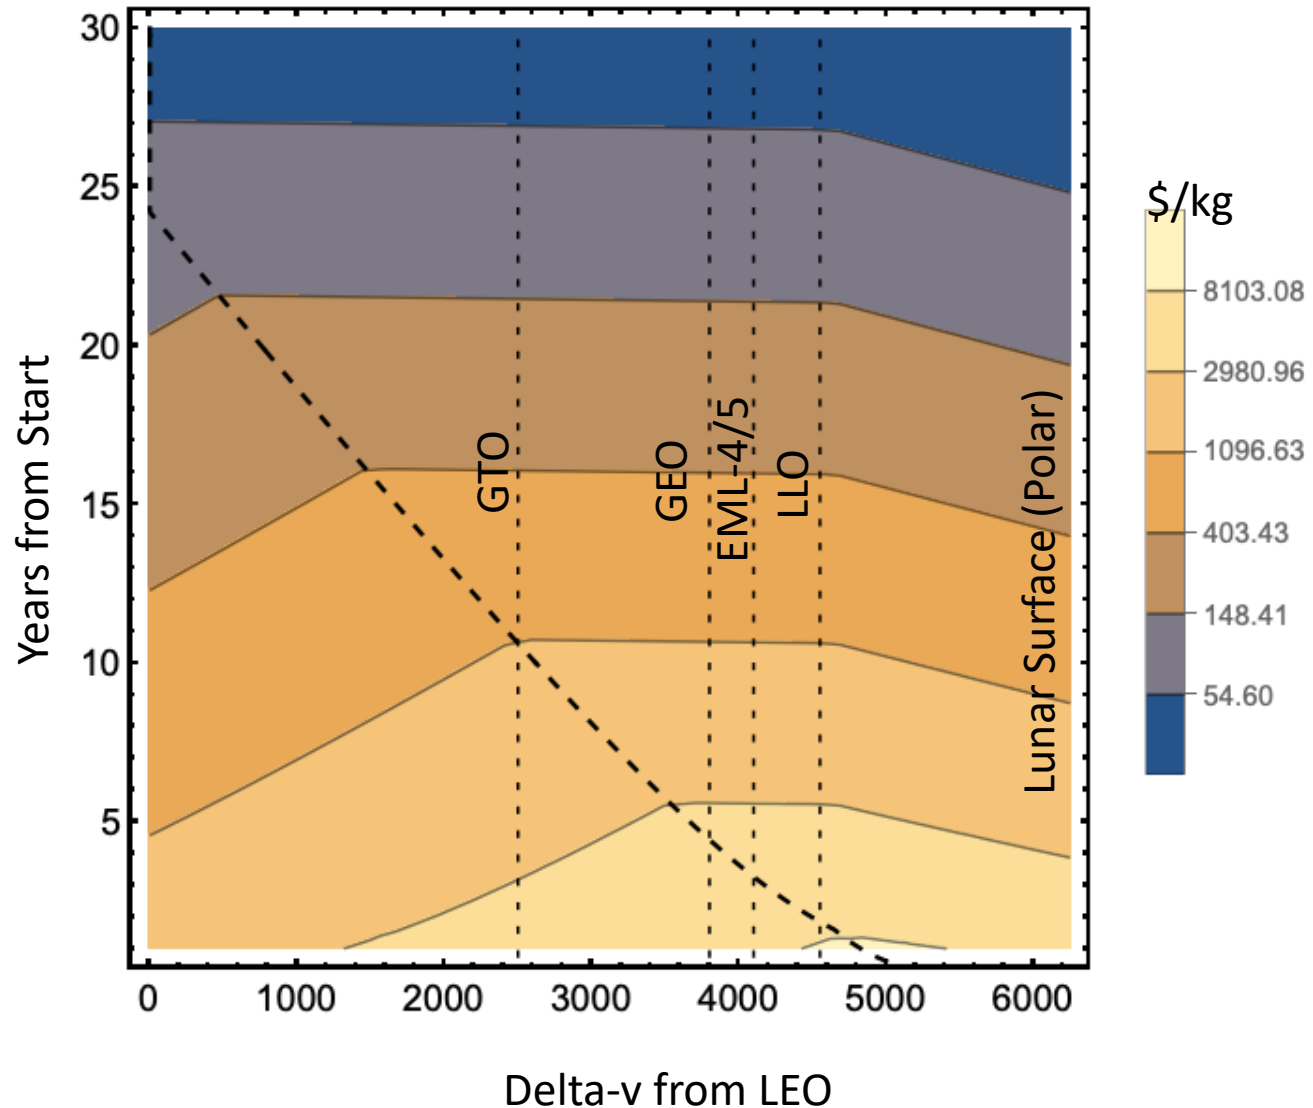 30
25
20
15
10
5
Years from Start
0 1000 2000 3000 4000 5000 6000
Delta-v from LEO
GTO
GEO
EML-4/5
LLO
Lunar Surface (Polar)
$/kg
8103.08
2980.96
1096.63
403.43
148.41
54.60